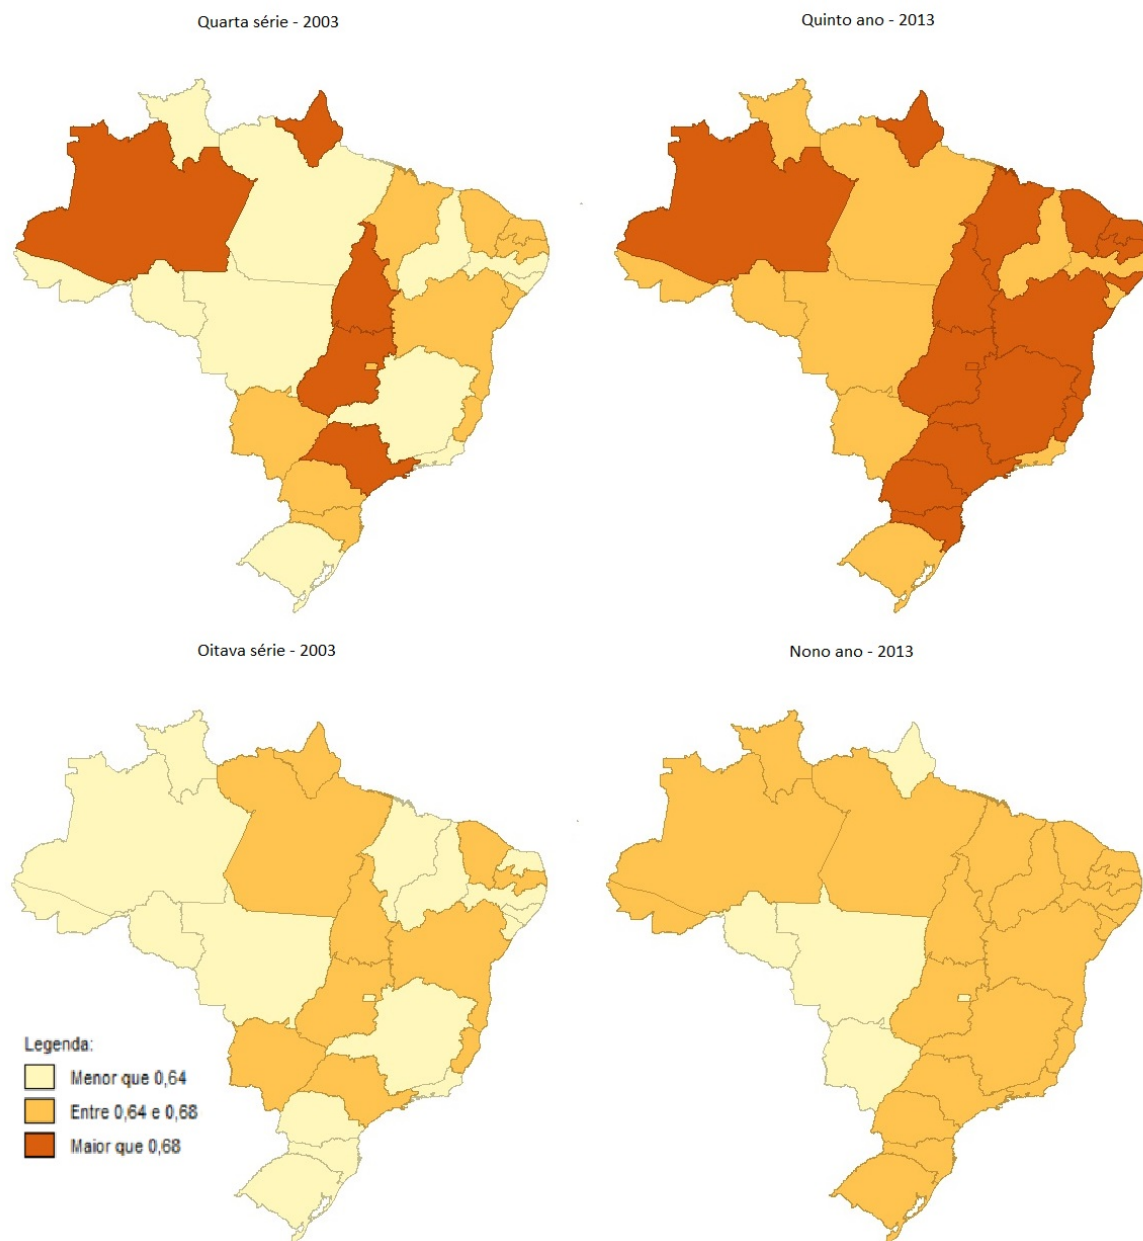 Quarta série - 2003
Quinto ano - 2013
Oitava série - 2003
Nono ano - 2013
Legenda:
Menor que 0,64
Entre 0,64 e 0,68
Maior que 0,68